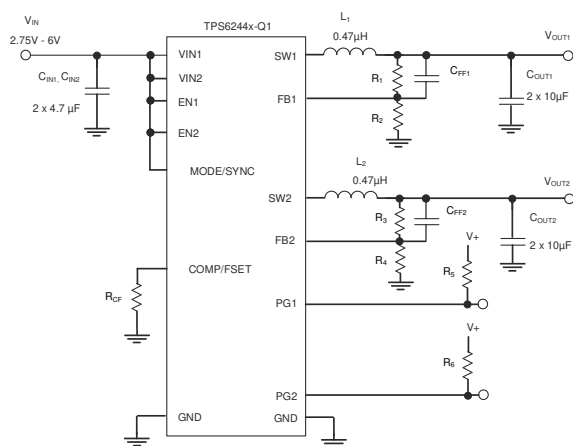 TPS6244x-Q1
L1
0.47µH
VIN
2.75V - 6V
VOUT1
VIN1
SW1
CIN1, CIN2
2 x 4.7 µF
VIN2
R1
CFF1
COUT1
2 x 10µF
EN1
FB1
R2
EN2
L2
0.47µH
MODE/SYNC
VOUT2
SW2
R3
CFF2
COUT2
2 x 10µF
FB2
R4
V+
COMP/FSET
R5
RCF
PG1
V+
R6
PG2
GND
GND